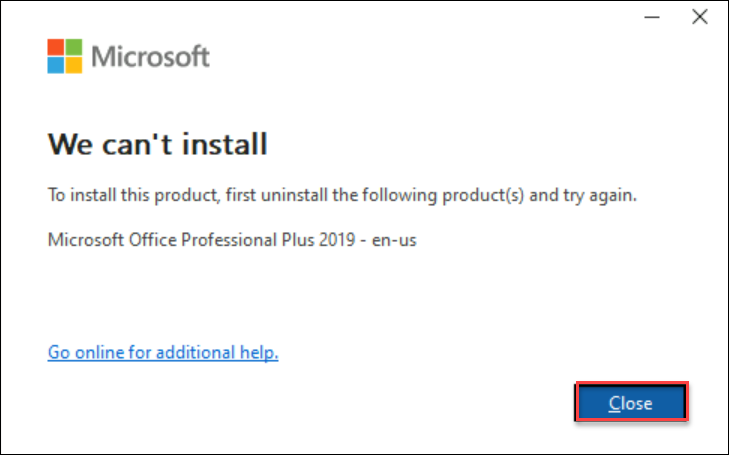 Microsoft
We can't install
To install this product, first uninstall the following product(s) and try again.
Microsoft Office Professional Plus 2019 - en-us
Go online for additional help.
Close